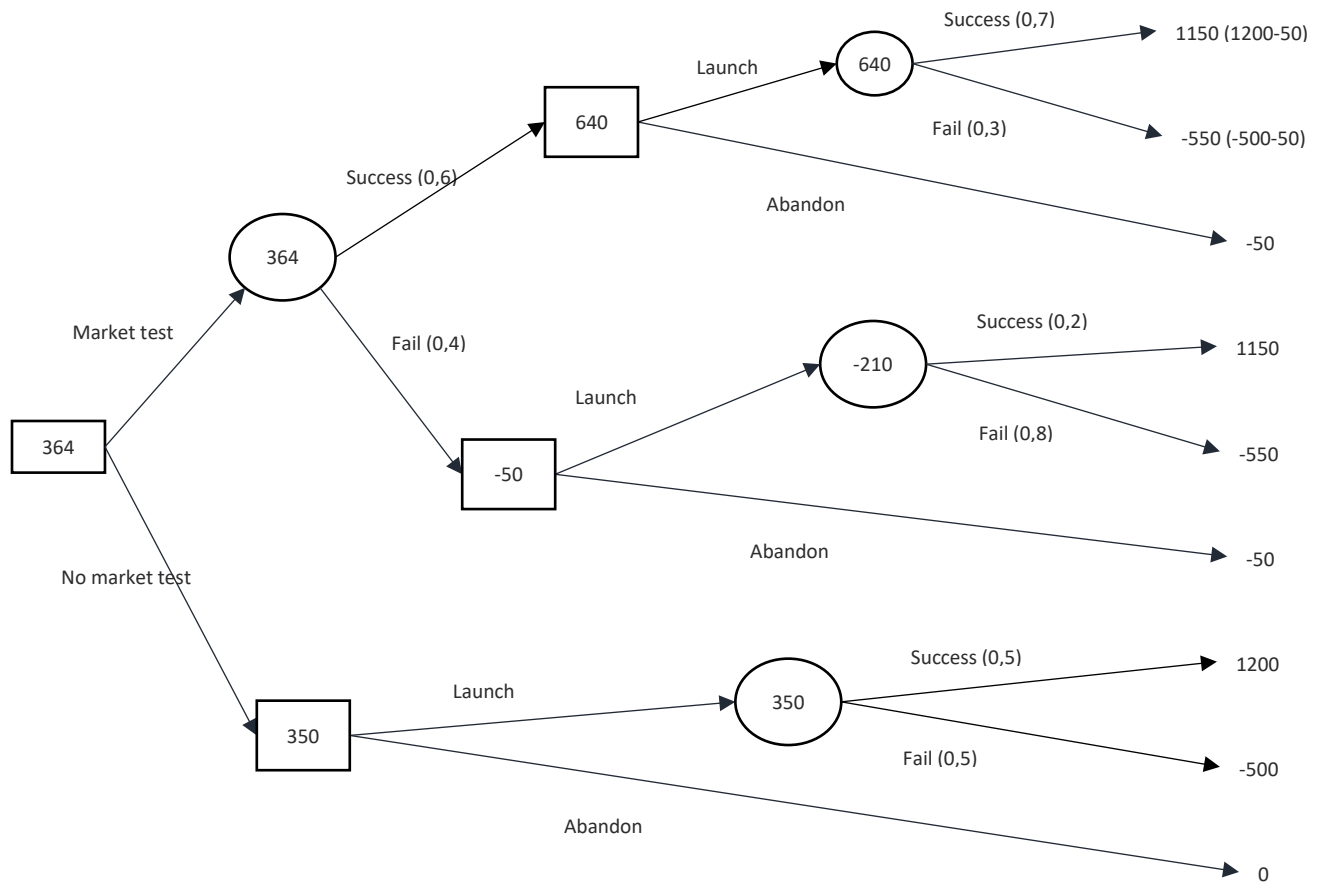 Success (0,7)
1150 (1200-50)
Launch
640
640
Fail (0,3)
-550 (-500-50)
Success (0,6)
Abandon
-50
364
Market test
Fail (0,4)
Success (0,2)
1150
-210
Launch
Fail (0,8)
-550
364
-50
Abandon
-50
No market test
Success (0,5)
1200
Launch
350
350
Fail (0,5)
-500
Abandon
0